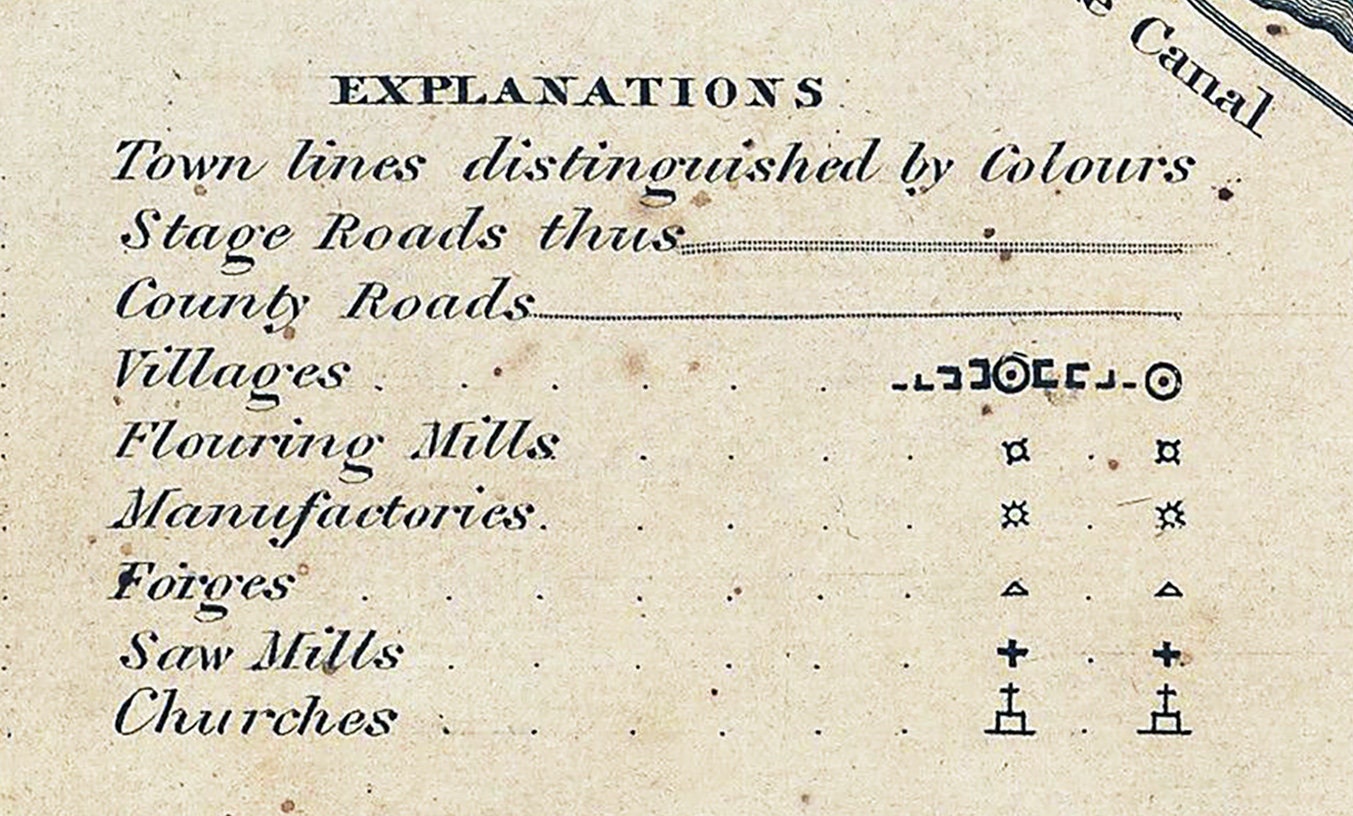 e Canal
EXPLANATIONS
Town lines distinguished by Colours
Stage Roads thus
County Roads
Villages
Flouring Mills
Manufactories.
Forges
Saw Mills
Churches